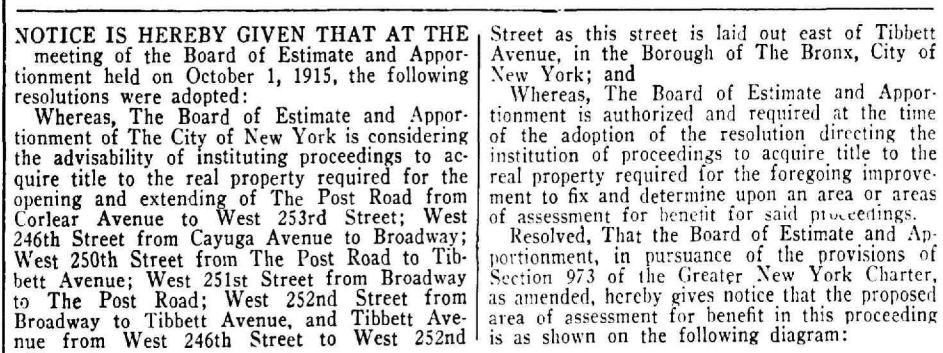 NOTICE IS HEREBY GIVEN THAT AT THE
meeting of the Board of Estimate and Appor-
tionment held on October 1, 1915, the following
resolutions were adopted:
Whereas, The Board of Estimate and Appor-
tionment of The City of New York is considering
the advisability of instituting proceedings to ac-
quire title to the real property required for the
opening and extending of The Post Road from
Corlear Avenue to West 253rd Street; West
246th Street from Cayuga Avenue to Broadway;
West 250th Street from The Post Road to Tib-
bett Avenue; West 251st Street from Broadway
to The Post Road; West 252nd Street from
Broadway to Tibbett Avenue, and Tibbett Ave-
nue from West 246th Street to West 252nd
Street as this street is laid out east of Tibbett
Avenue, in the Borough of The Bronx, City of
New York; and
Whereas, The Board of Estimate and Appor-
tionment is authorized and required at the time
of the adoption of the resolution directing the
institution of proceedings to acquire title to the
real property required for the foregoing improve-
ment to fix and determine upon an area or areas
of assessment for benefit for said proceedings.
Resolved, That the Board of Estimate and Ap-
portionment, in pursuance of the provisions of
Section 973 of the Greater New York Charter,
as amended, hereby gives notice that the proposed
area of assessment for benefit in this proceeding
is as shown on the following diagram: